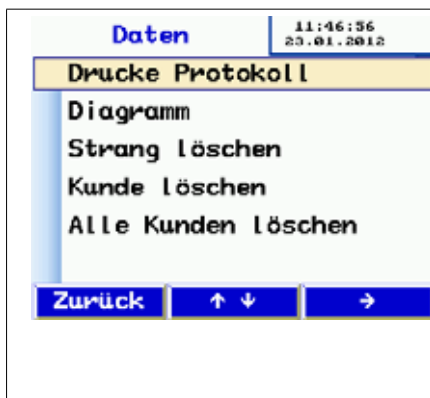 Daten
11:46:56
23.01.2012
Drucke Protokoll
Diagramm
Strang löschen
Kunde löschen
Alle Kunden löschen
Zurück ↑ ↓ →